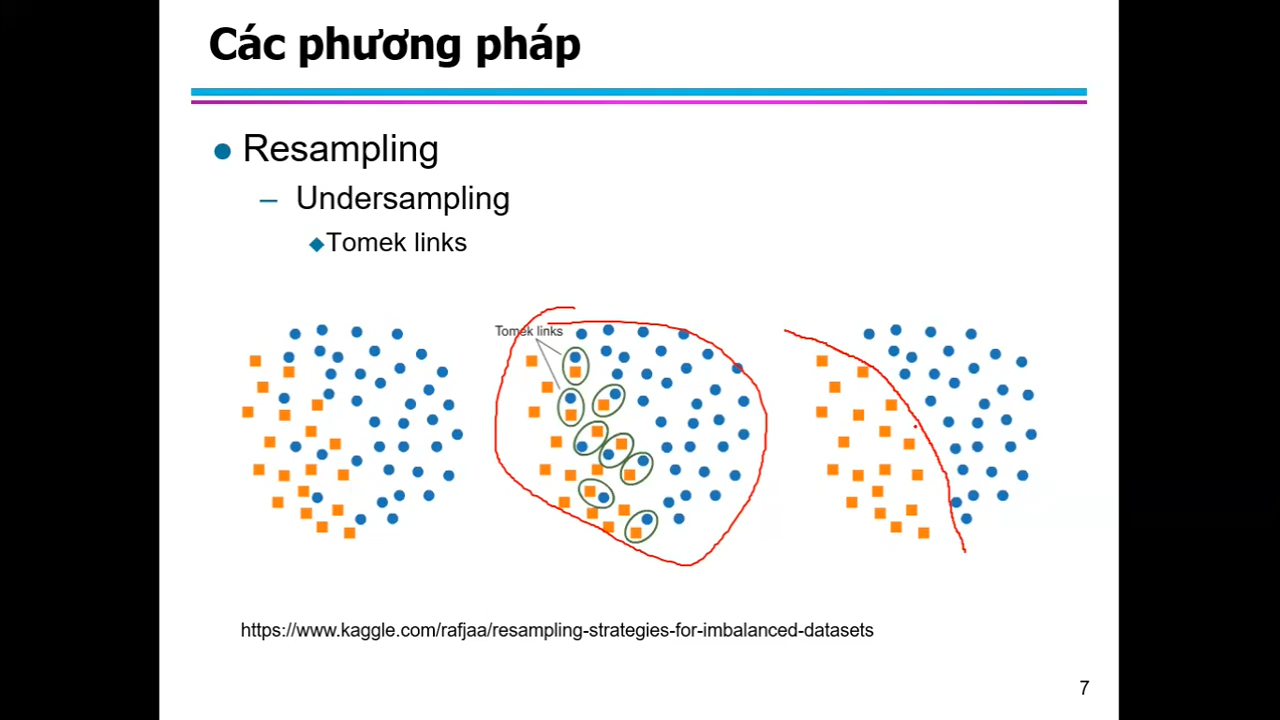 Các phương pháp
Resampling
– Undersampling
Tomek links
Tomek links
https://www.kaggle.com/rafjaa/resampling-strategies-for-imbalanced-datasets
7